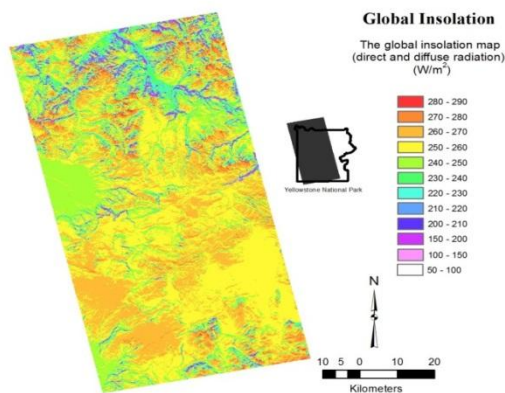 Global Insolation
The global insolation map
(direct and diffuse radiation)
(W/m²)
280 - 290
270 - 280
260 - 270
250 - 260
240 - 250
230 - 240
220 - 230
210 - 220
200 - 210
150 - 200
100 - 150
50 - 100
Yellowstone National Park
N
10 5 0 10 20
Kilometers